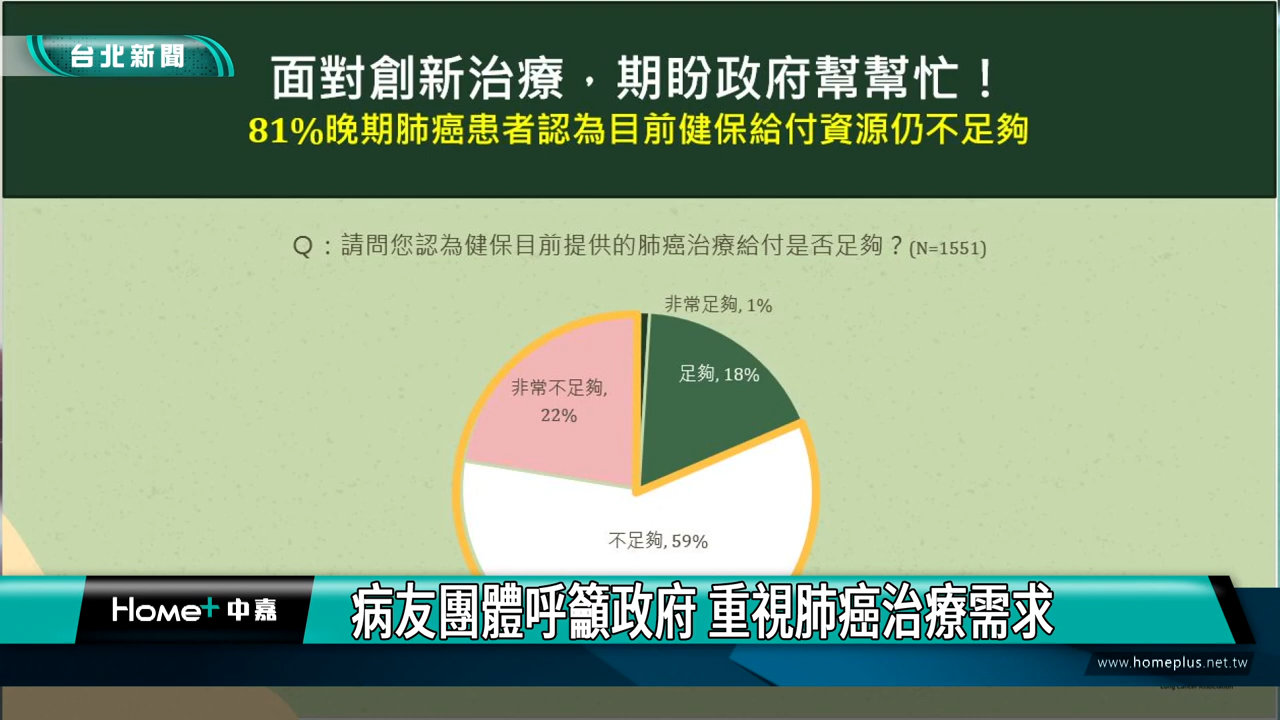 台北新聞
面對創新治療，期盼政府幫幫忙！
81%晚期肺癌患者認為目前健保給付資源仍不足夠
Q：請問您認為健保目前提供的肺癌治療給付是否足夠？(N=1551)
非常足夠, 1%
足夠, 18%
非常不足夠,
22%
不足夠, 59%
Home+中嘉
病友團體呼籲政府 重視肺癌治療需求
www.homeplus.net.tw
Lung Cancer Association